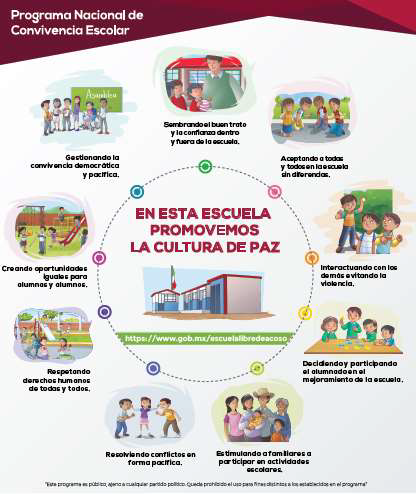 Programa Nacional de
Convivencia Escolar
Asamblea
Sembrando el buen trato
y la confianza dentro
y fuera de la escuela.
Gestionando la
convivencia democrática
y pacífica.
Aceptando a todas
y todos en la escuela
sin diferencias.
EN ESTA ESCUELA
PROMOVEMOS
LA CULTURA DE PAZ
Creando oportunidades
iguales para
alumnos y alumnos.
Interactuando con los
demás evitando la
violencia.
https://www.gob.mx/escuelalibredeacoso
Respetando
derechos humanos
de todas y todos.
Decidiendo y participando
el alumnado en el
mejoramiento de la escuela.
Resolviendo conflictos en
forma pacífica.
Estimulando a familiares a
participar en actividades
escolares.
"Este programa es público, ajeno a cualquier partido político. Queda prohibido el uso para fines distintos a los establecidos en el programa"